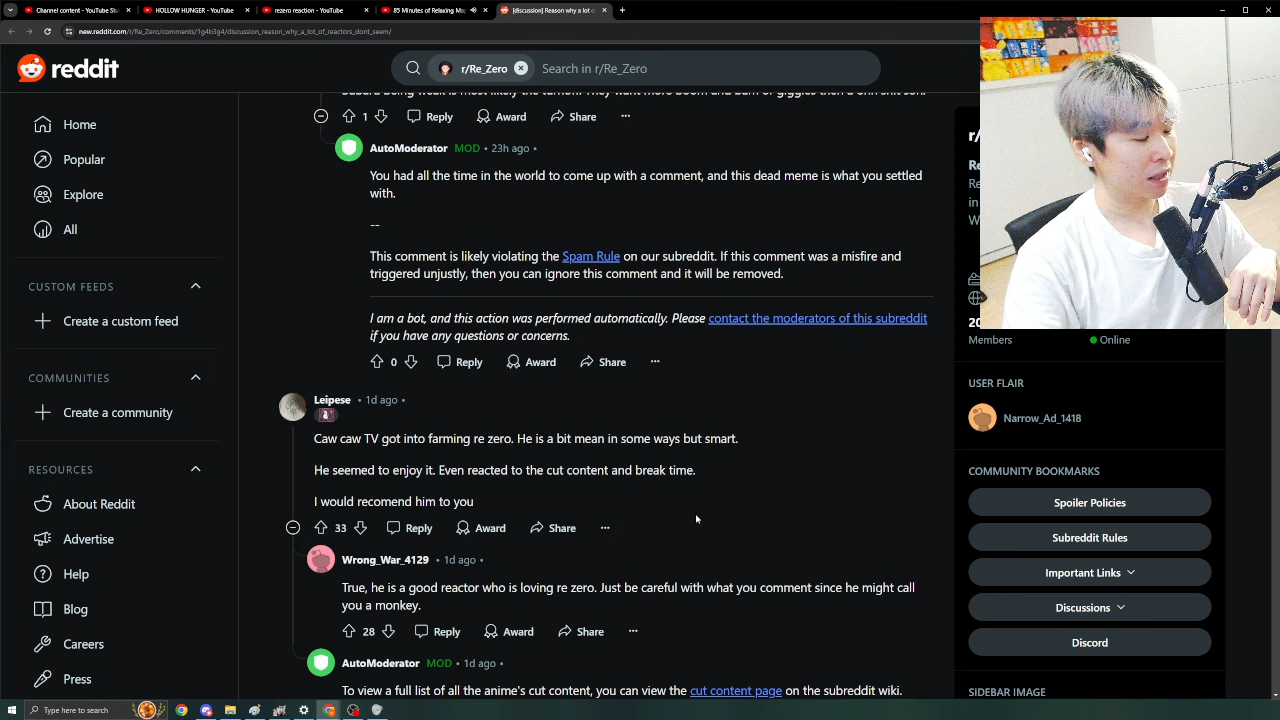 Channel content - YouTube Stu
HOLLOW HUNGER - YouTube
rezero reaction - YouTube
85 Minutes of Relaxing Mo
[discussion] Reason why a lot o
new.reddit.com/r/Re_Zero/comments/1g4b3g4/discussion_reason_why_a_lot_of_reactors_dont_seem/
reddit
r/Re_Zero
Search in r/Re_Zero
Home
Popular
Explore
All
CUSTOM FEEDS
Create a custom feed
COMMUNITIES
Create a community
RESOURCES
About Reddit
Advertise
Help
Blog
Careers
Press
1 Reply Award Share
AutoModerator MOD • 23h ago •
You had all the time in the world to come up with a comment, and this dead meme is what you settled
with.
--
This comment is likely violating the Spam Rule on our subreddit. If this comment was a misfire and
triggered unjustly, then you can ignore this comment and it will be removed.
I am a bot, and this action was performed automatically. Please contact the moderators of this subreddit
if you have any questions or concerns.
0 Reply Award Share
Leipese • 1d ago •
Caw caw TV got into farming re zero. He is a bit mean in some ways but smart.
He seemed to enjoy it. Even reacted to the cut content and break time.
I would recomend him to you
33 Reply Award Share
Wrong_War_4129 • 1d ago •
True, he is a good reactor who is loving re zero. Just be careful with what you comment since he might call
you a monkey.
28 Reply Award Share
AutoModerator MOD • 1d ago •
To view a full list of all the anime's cut content, you can view the cut content page on the subreddit wiki.
r/
Re
Members
Online
USER FLAIR
Narrow_Ad_1418
COMMUNITY BOOKMARKS
Spoiler Policies
Subreddit Rules
Important Links
Discussions
Discord
SIDEBAR IMAGE
Type here to search